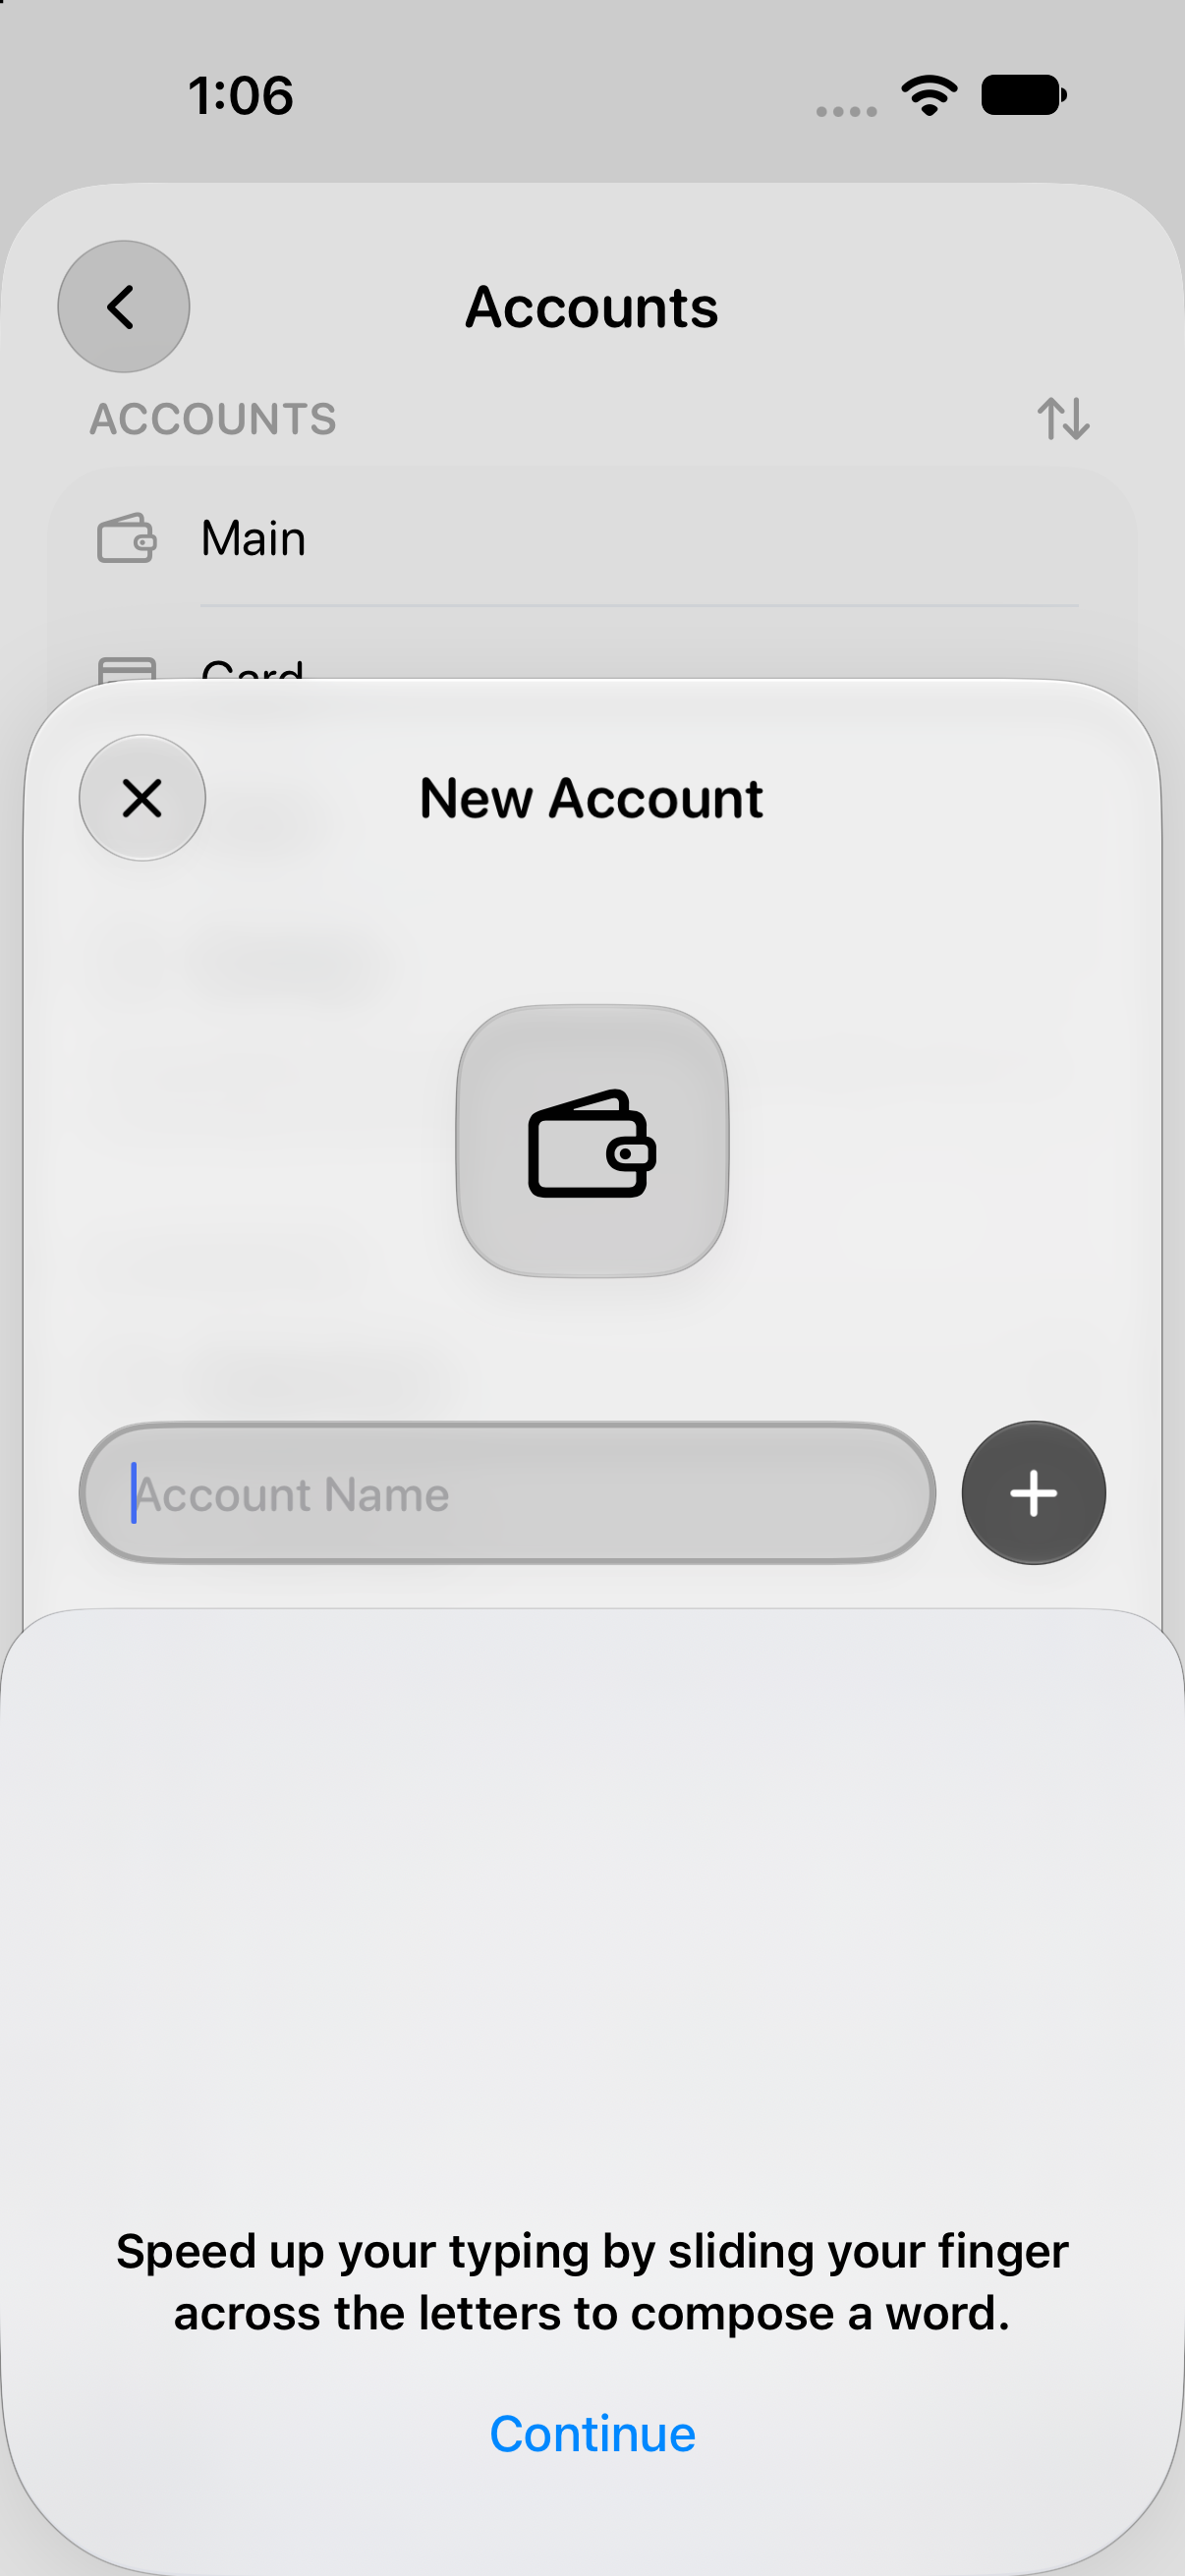 1:06
Accounts
ACCOUNTS
Main
Card
New Account
Account Name
Speed up your typing by sliding your finger
across the letters to compose a word.
Continue